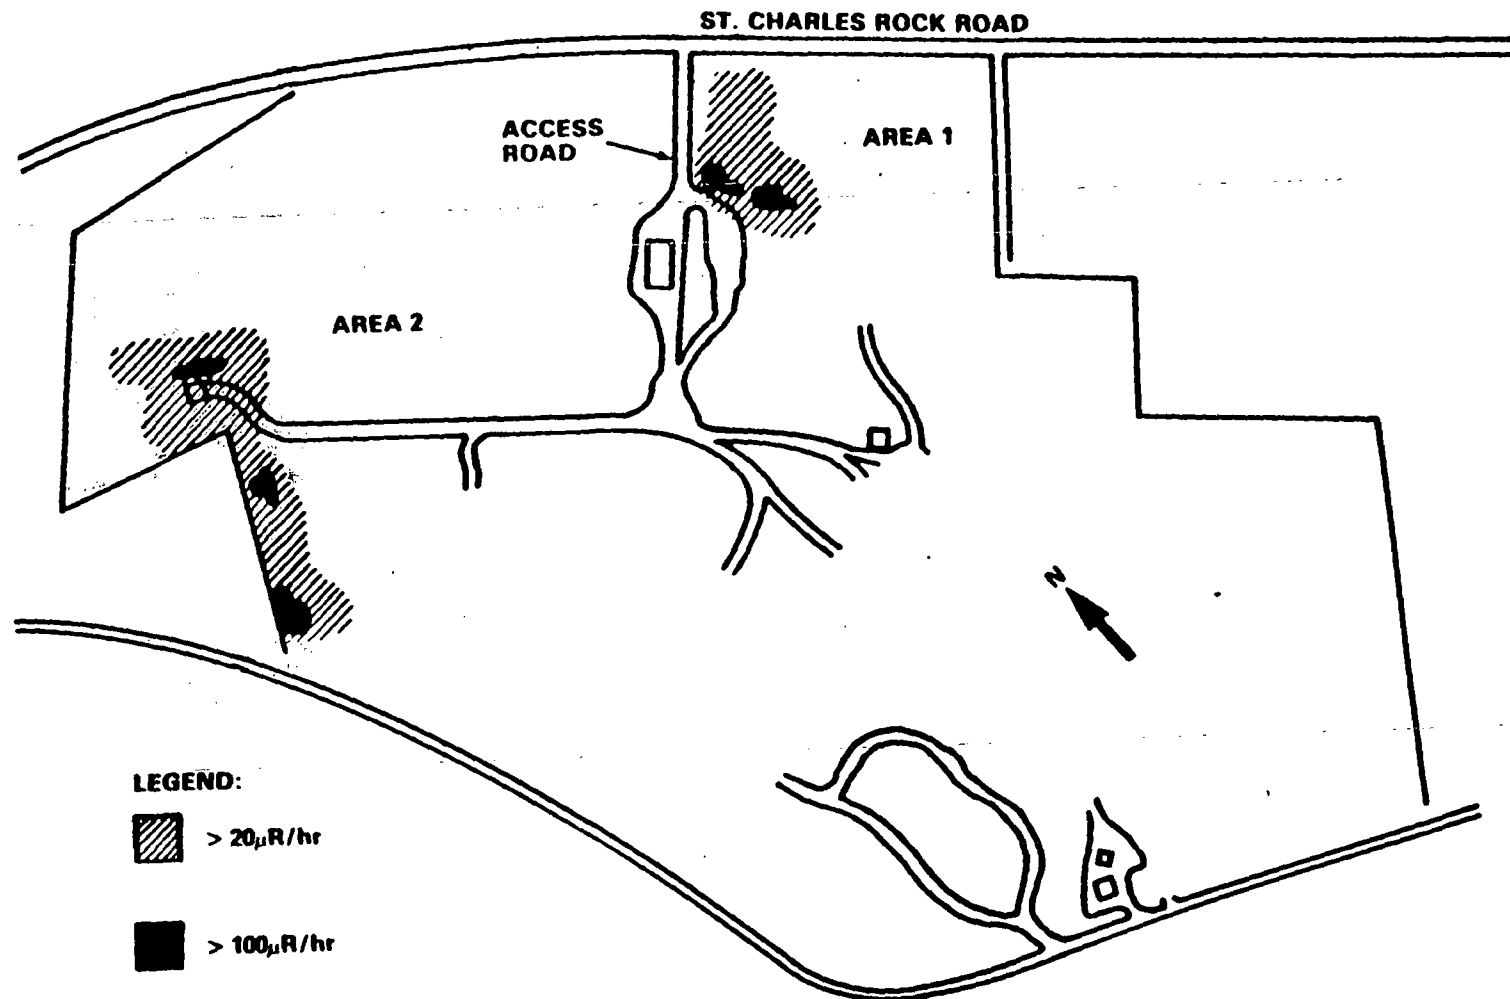 ST. CHARLES ROCK ROAD
ACCESS
ROAD
AREA 1
AREA 2
N
LEGEND:
> 20μR/hr
> 100μR/hr